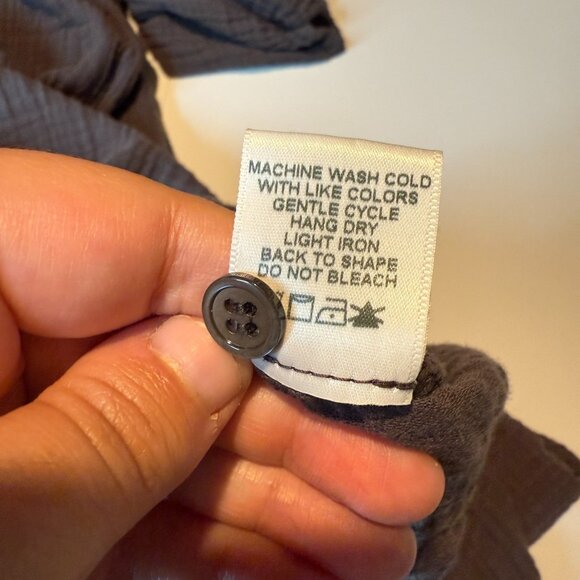 MACHINE WASH COLD
WITH LIKE COLORS
GENTLE CYCLE
HANG DRY
LIGHT IRON
BACK TO SHAPE
DO NOT BLEACH